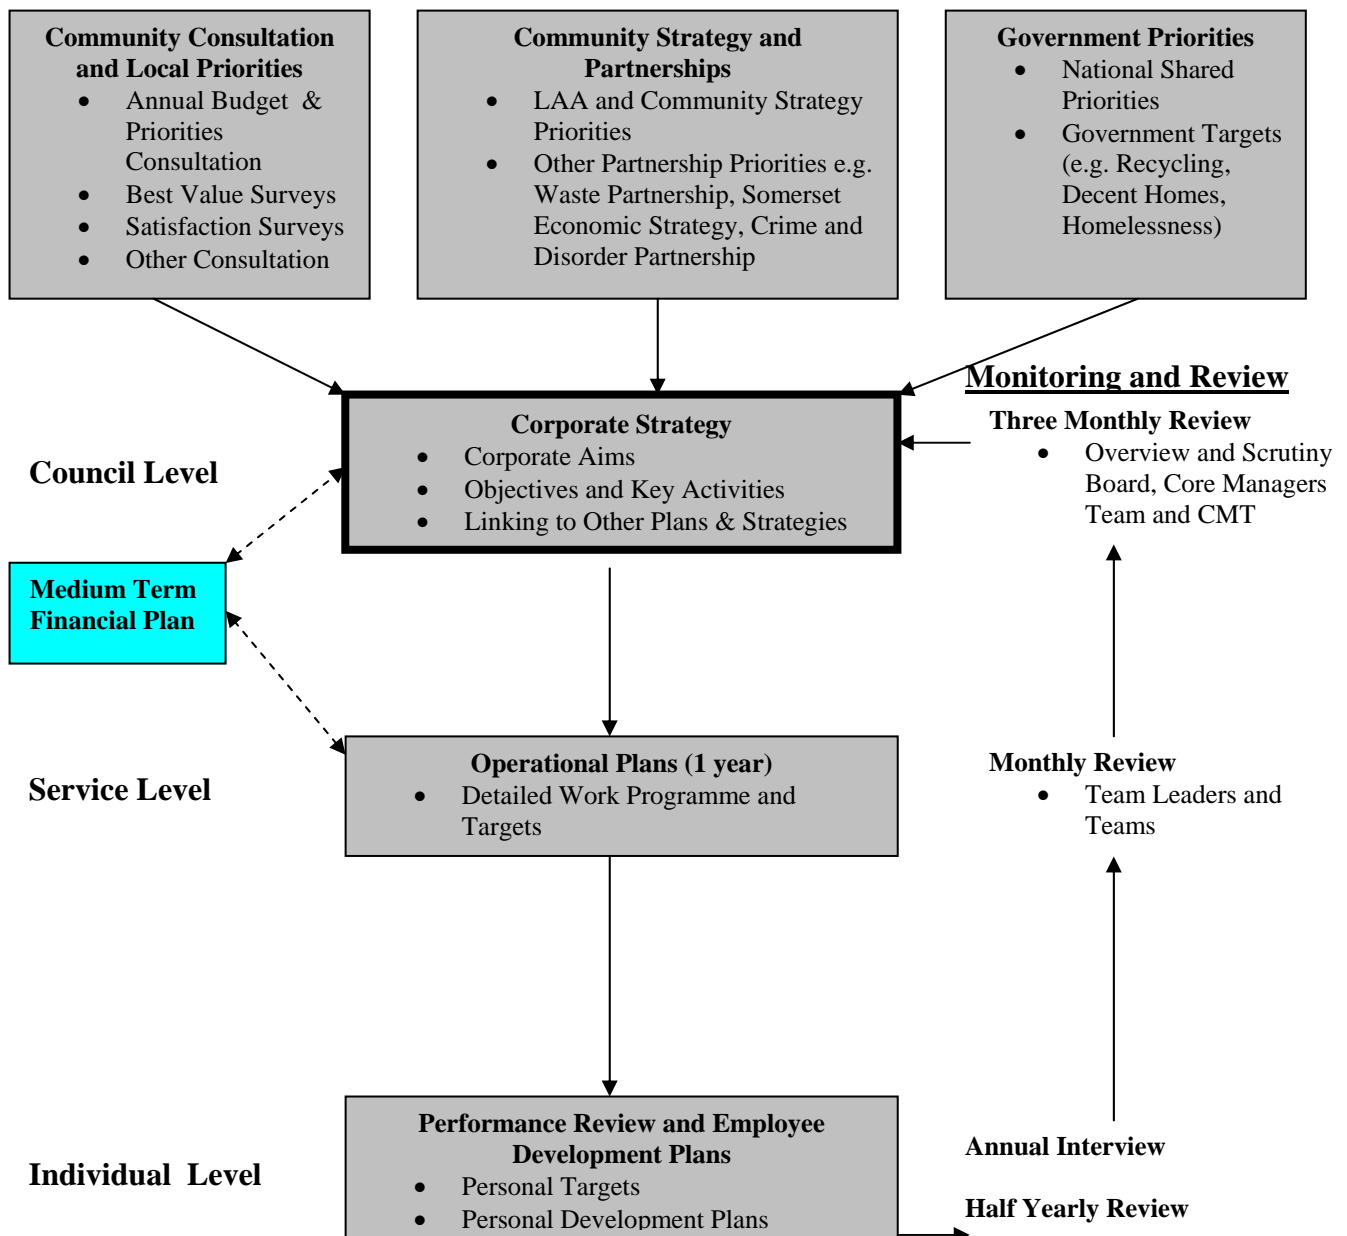 Community Consultation
and Local Priorities
• Annual Budget &
Priorities
Consultation
• Best Value Surveys
• Satisfaction Surveys
• Other Consultation
Community Strategy and
Partnerships
• LAA and Community Strategy
Priorities
• Other Partnership Priorities e.g.
Waste Partnership, Somerset
Economic Strategy, Crime and
Disorder Partnership
Government Priorities
• National Shared
Priorities
• Government Targets
(e.g. Recycling,
Decent Homes,
Homelessness)
Monitoring and Review
Three Monthly Review
• Overview and Scrutiny
Board, Core Managers
Team and CMT
Corporate Strategy
• Corporate Aims
• Objectives and Key Activities
• Linking to Other Plans & Strategies
Council Level
Medium Term
Financial Plan
Service Level
Operational Plans (1 year)
• Detailed Work Programme and
Targets
Monthly Review
• Team Leaders and
Teams
Individual Level
Performance Review and Employee
Development Plans
• Personal Targets
• Personal Development Plans
Annual Interview
Half Yearly Review